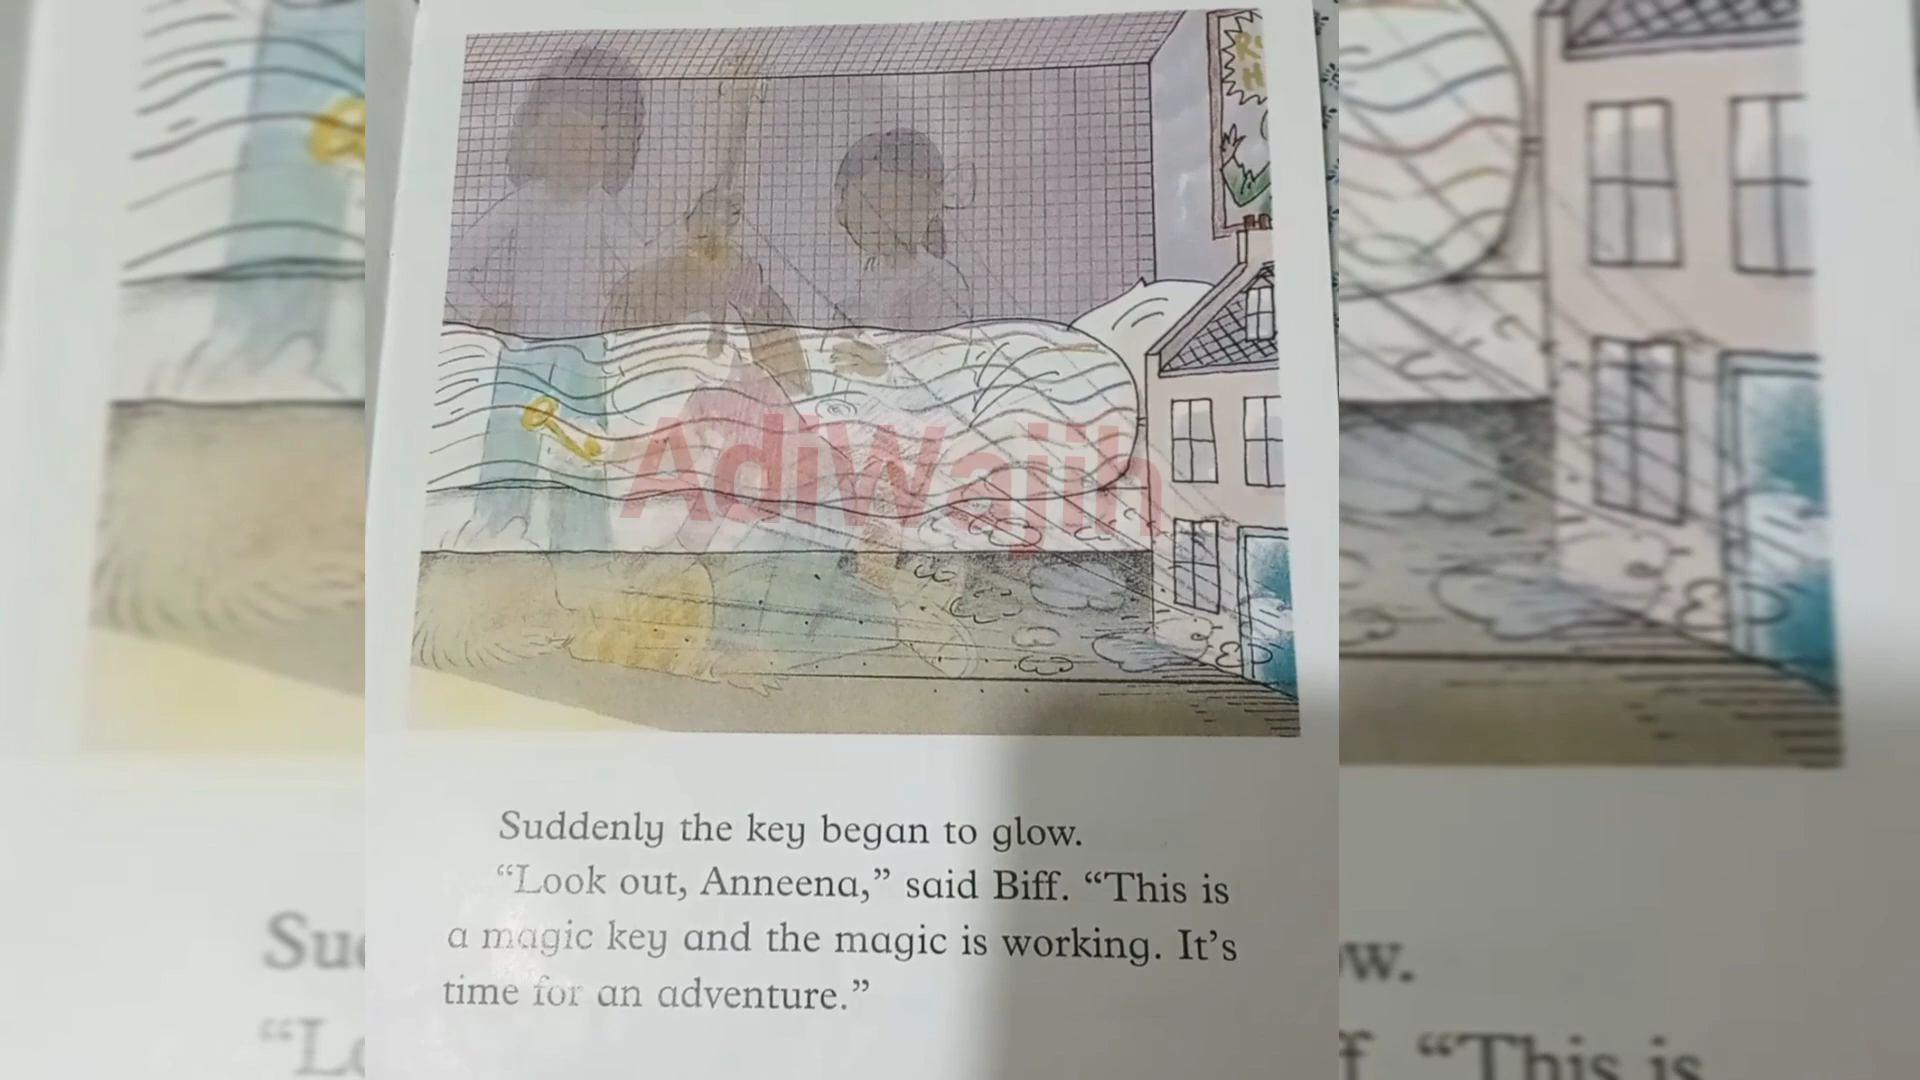 Suddenly the key began to glow.
“Look out, Anneena,” said Biff. “This is
a magic key and the magic is working. It’s
time for an adventure.”
AdiWajih